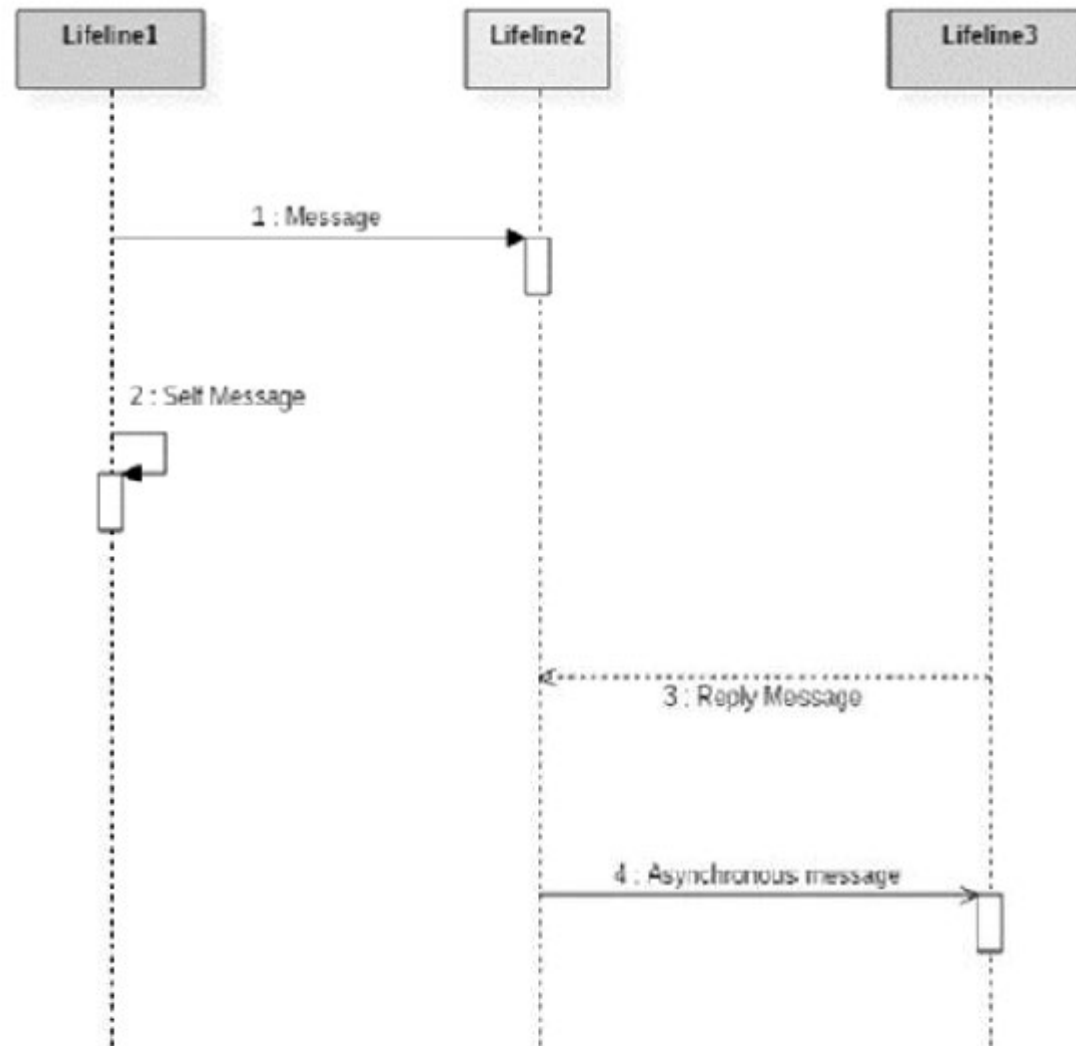 Lifeline1
Lifeline2
Lifeline3
1 : Message
2 : Self Message
3 : Reply Message
4 : Asynchronous message